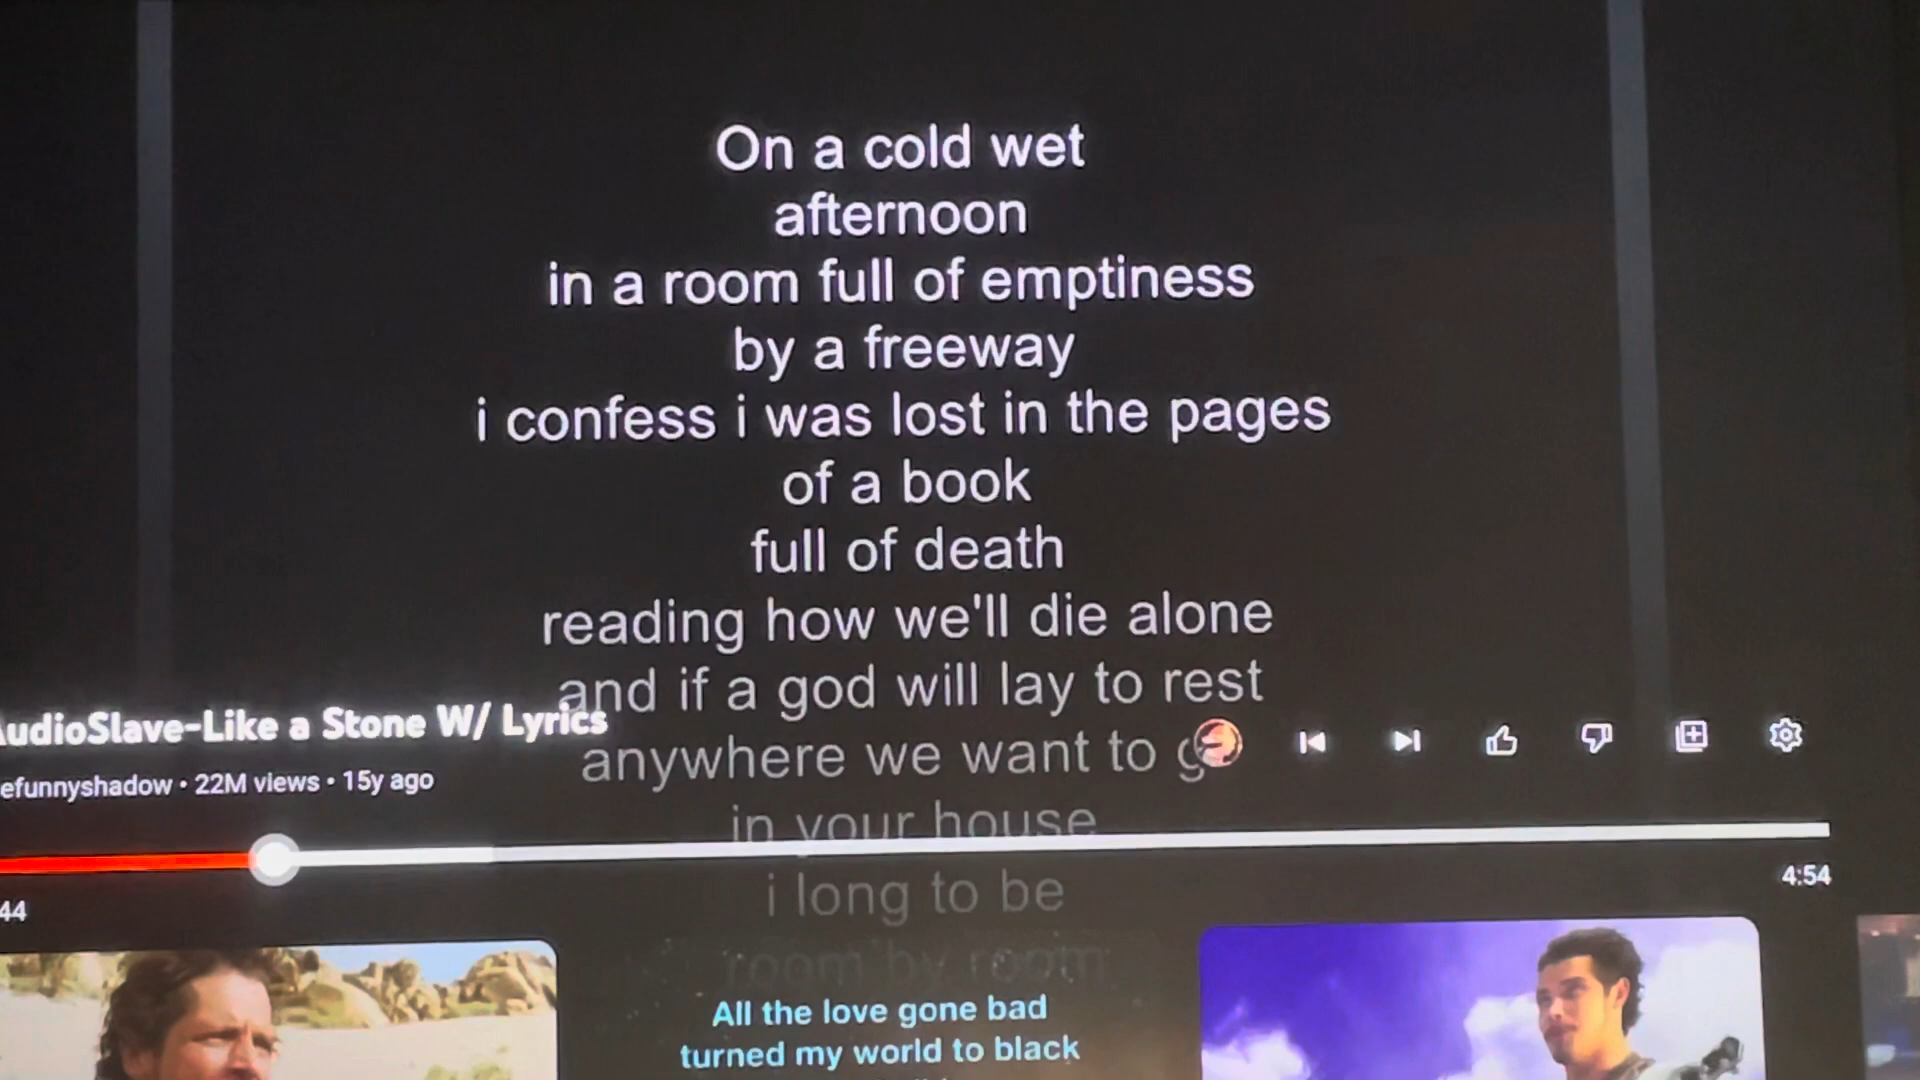 On a cold wet
afternoon
in a room full of emptiness
by a freeway
i confess i was lost in the pages
of a book
full of death
reading how we'll die alone
and if a god will lay to rest
anywhere we want to
AudioSlave-Like a Stone W/ Lyrics
efunnyshadow • 22M views • 15y ago
in your house
4:54
44
i long to be
room by room
All the love gone bad
turned my world to black